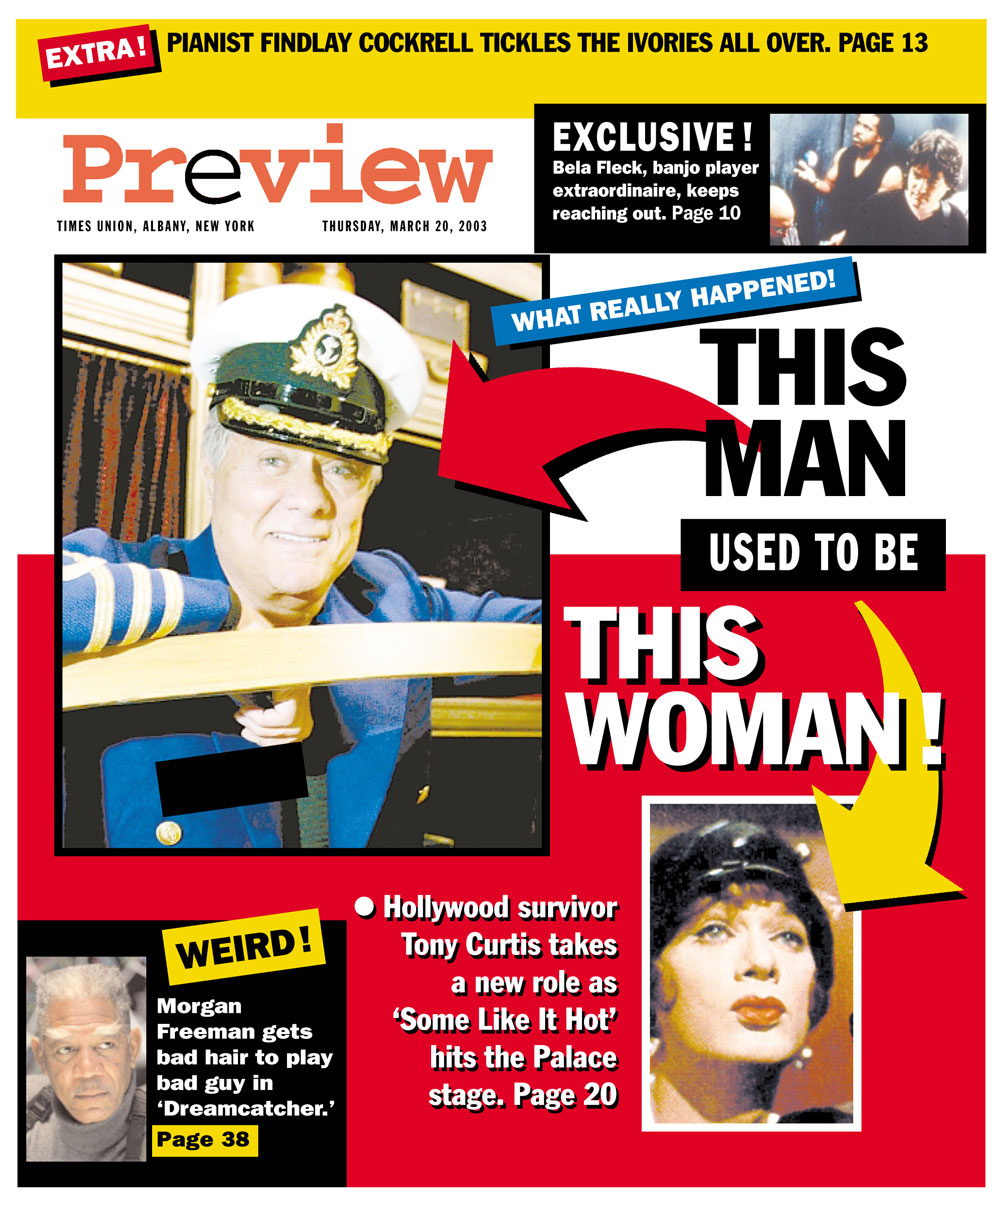 EXTRA!
PIANIST FINDLAY COCKRELL TICKLES THE IVORIES ALL OVER. PAGE 13
Preview
TIMES UNION, ALBANY, NEW YORK THURSDAY, MARCH 20, 2003
EXCLUSIVE!
Bela Fleck, banjo player
extraordinaire, keeps
reaching out. Page 10
WHAT REALLY HAPPENED!
THIS
MAN
USED TO BE
THIS
WOMAN!
● Hollywood survivor
Tony Curtis takes
a new role as
‘Some Like It Hot’
hits the Palace
stage. Page 20
WEIRD!
Morgan
Freeman gets
bad hair to play
bad guy in
‘Dreamcatcher.’
Page 38